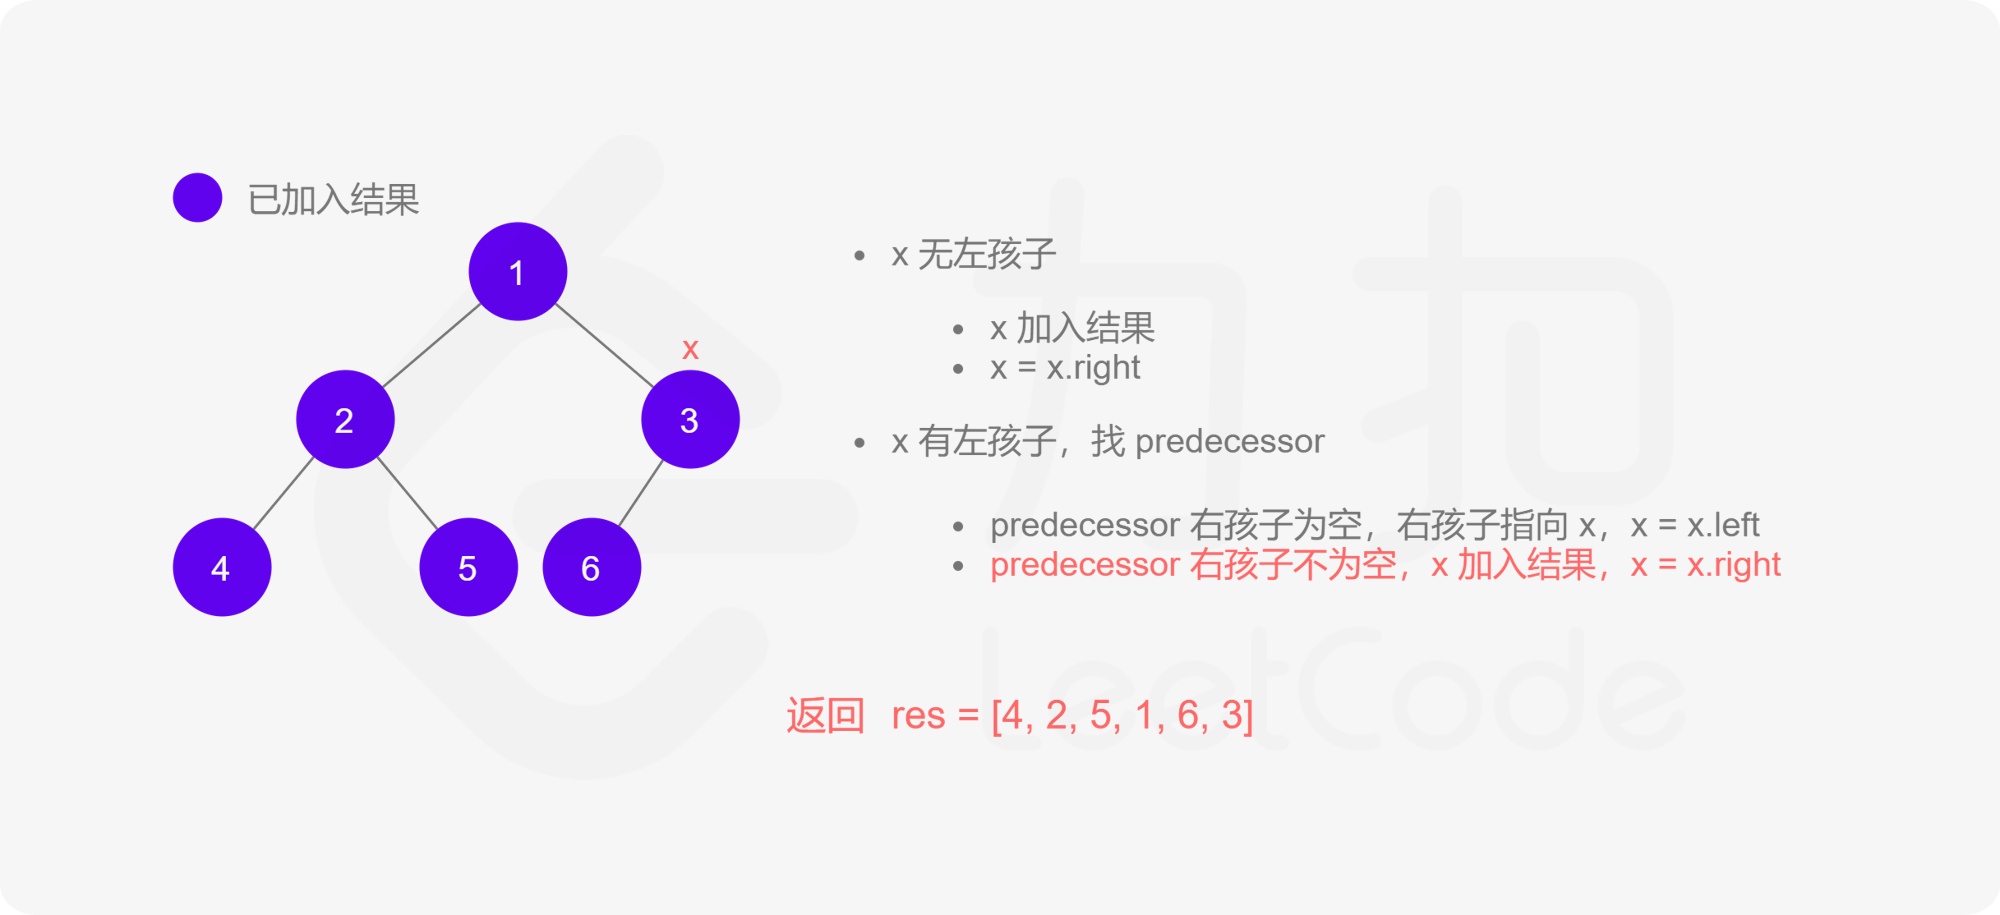 已加入结果
1
x
2
3
4
5
6
x 无左孩子
x 加入结果
x = x.right
x 有左孩子，找 predecessor
predecessor 右孩子为空，右孩子指向 x，x = x.left
predecessor 右孩子不为空，x 加入结果，x = x.right
返回 res = [4, 2, 5, 1, 6, 3]
力扣
LeetCode